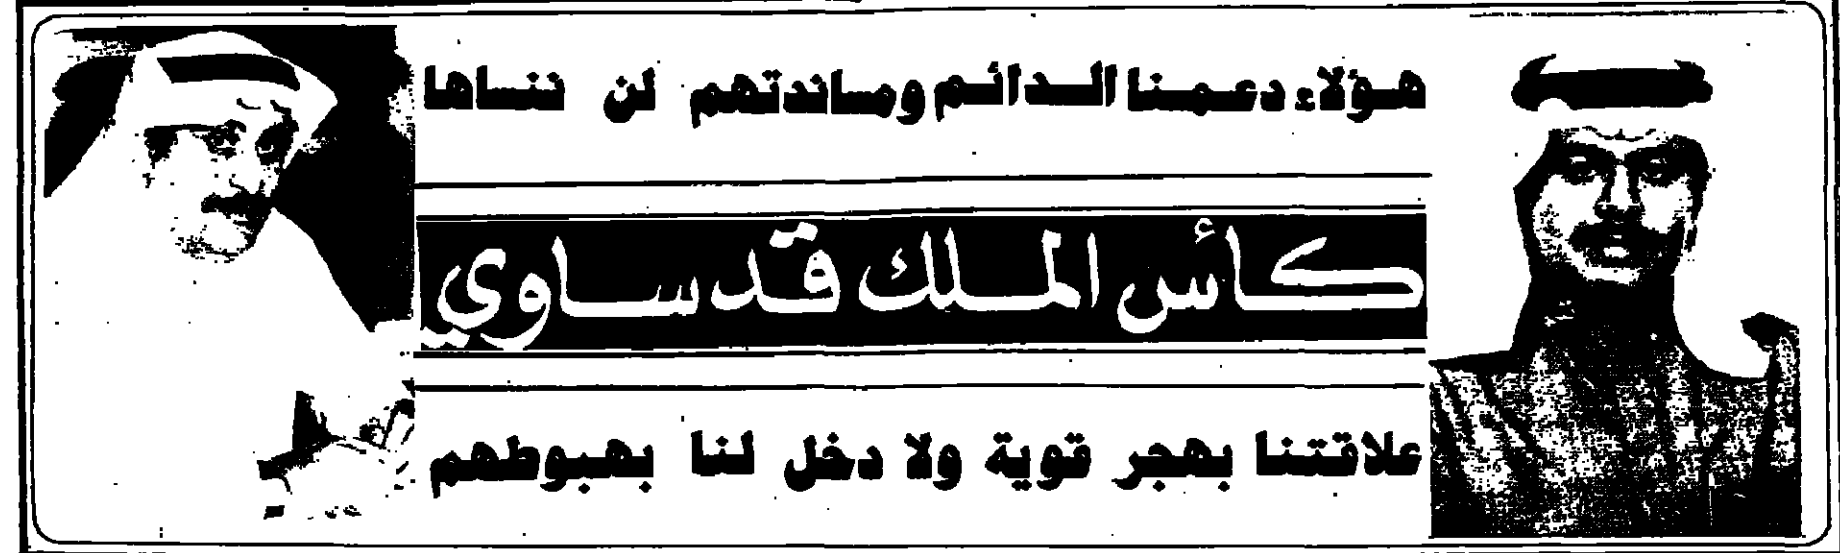 هؤلاء دعمنا الدائم ومساندتهم لن ننساها
كأس الملك قدساوي
علاقتنا بهجر قوية ولا دخل لنا بهبوطهم